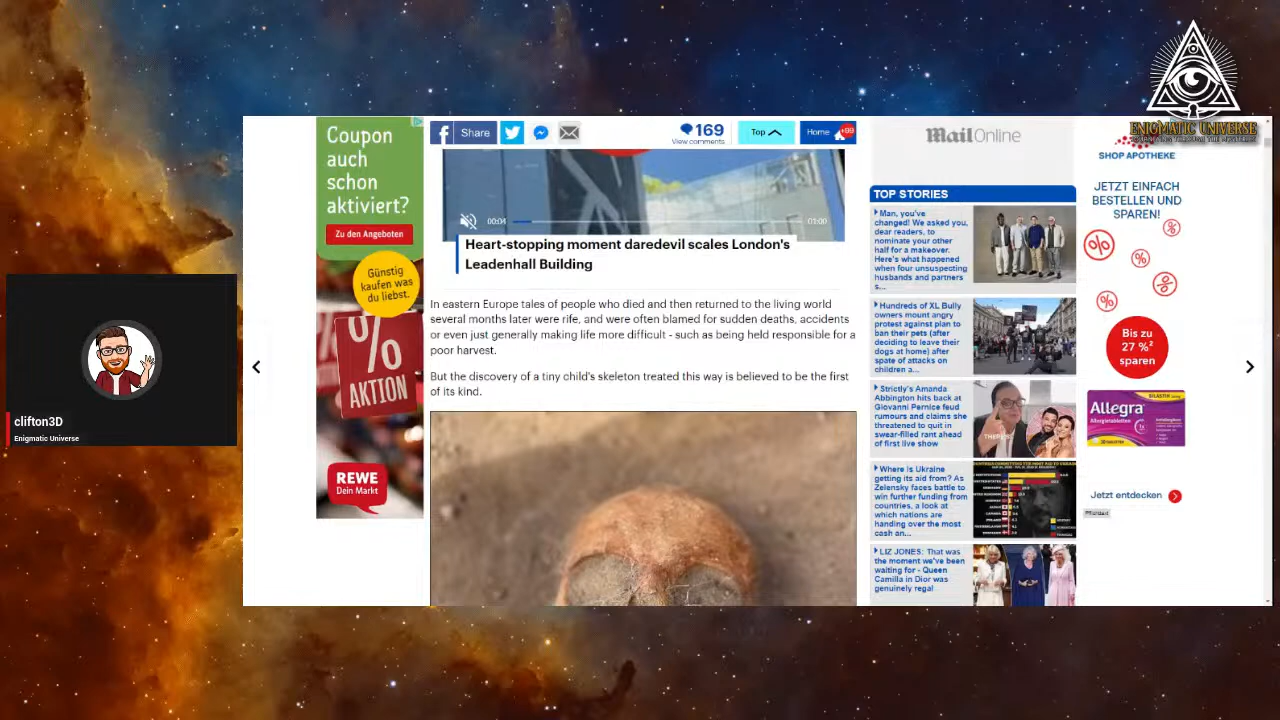 ENIGMATIC UNIVERSE
clifton3D
Enigmatic Universe
Coupon
auch
schon
aktiviert?
Zu den Angeboten
Günstig
kaufen was
du liebst.
%
AKTION
REWE
Dein Markt
Share
169
View comments
Top
Home
+99
00:04
01:00
Heart-stopping moment daredevil scales London's
Leadenhall Building
In eastern Europe tales of people who died and then returned to the living world
several months later were rife, and were often blamed for sudden deaths, accidents
or even just generally making life more difficult - such as being held responsible for a
poor harvest.
But the discovery of a tiny child's skeleton treated this way is believed to be the first
of its kind.
MailOnline
TOP STORIES
Man, you've
changed! We asked you,
dear readers, to
nominate your other
half for a makeover.
Here's what happened
when four unsuspecting
husbands and partners
s...
Hundreds of XL Bully
owners mount angry
protest against plan to
ban their pets (after
deciding to leave their
dogs at home) after
spate of attacks on
children a...
Strictly's Amanda
Abbington hits back at
Giovanni Pernice feud
rumours and claims she
threatened to quit in
swear-filled rant ahead
of first live show
Where is Ukraine
getting its aid from? As
Zelensky faces battle to
win further funding from
countries, a look at
which nations are
handing over the most
cash an...
LIZ JONES: That was
the moment we've been
waiting for - Queen
Camilla in Dior was
genuinely regal
SHOP APOTHEKE
JETZT EINFACH
BESTELLEN UND
SPAREN!
%
%
%
%
%
Bis zu
27 %²
sparen
Allegra
Allergietabletten
Jetzt entdecken
Pflichttext